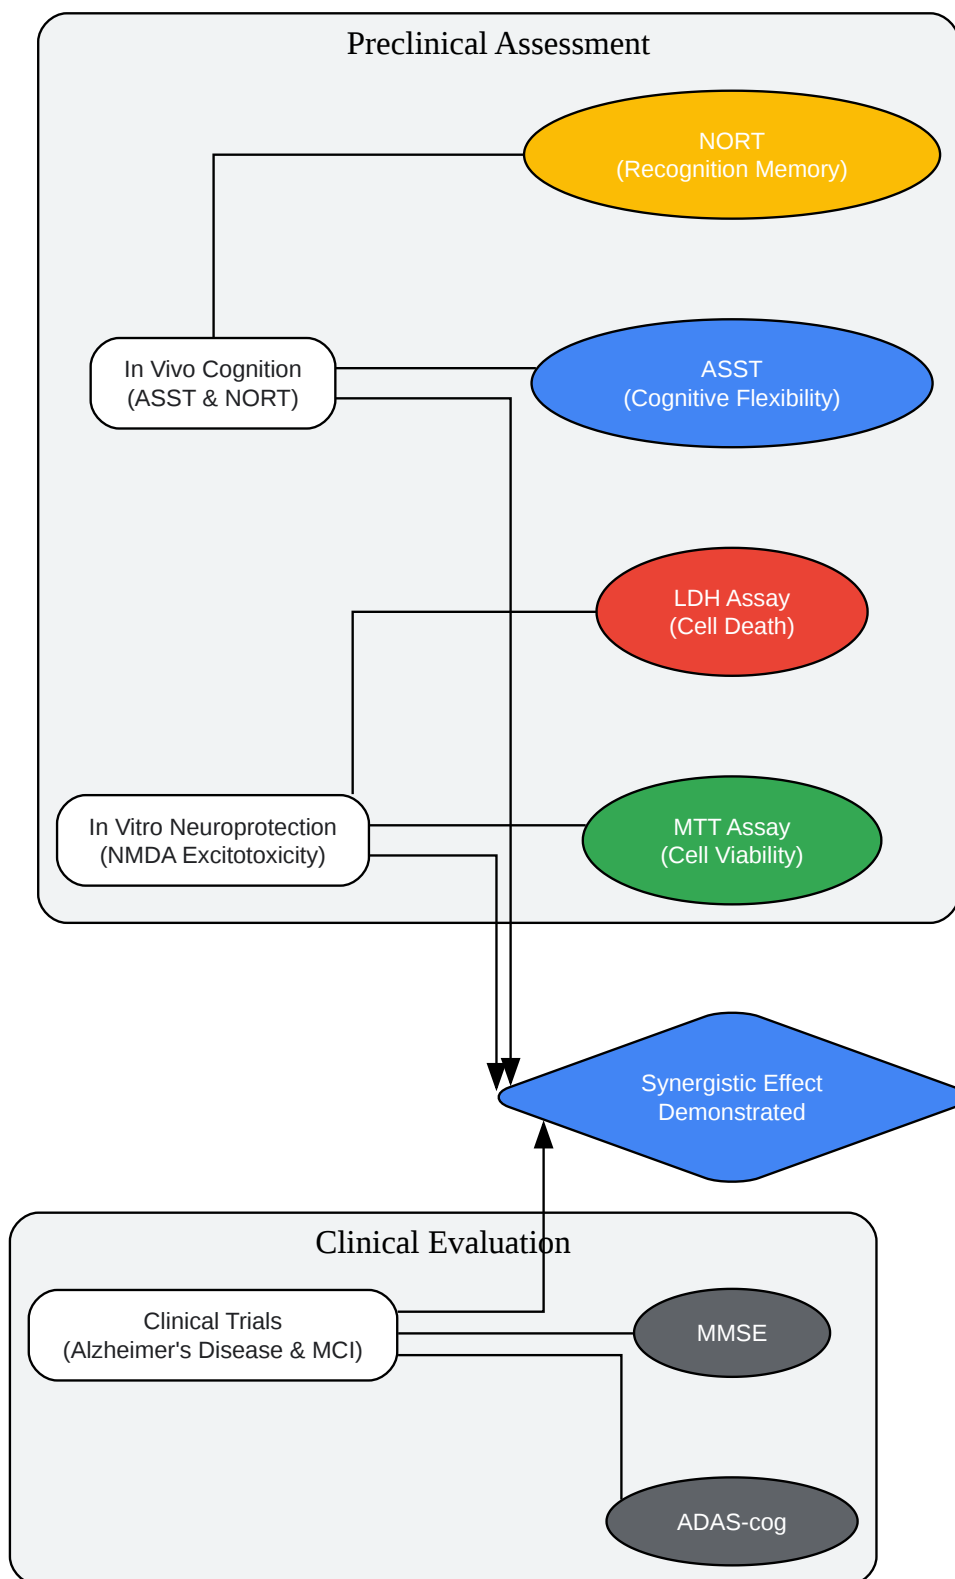 Preclinical Assessment
NORT
(Recognition Memory)
In Vivo Cognition
(ASST & NORT)
ASST
(Cognitive Flexibility)
LDH Assay
(Cell Death)
In Vitro Neuroprotection
(NMDA Excitotoxicity)
MTT Assay
(Cell Viability)
Synergistic Effect
Demonstrated
Clinical Evaluation
Clinical Trials
(Alzheimer's Disease & MCI)
MMSE
ADAS-cog